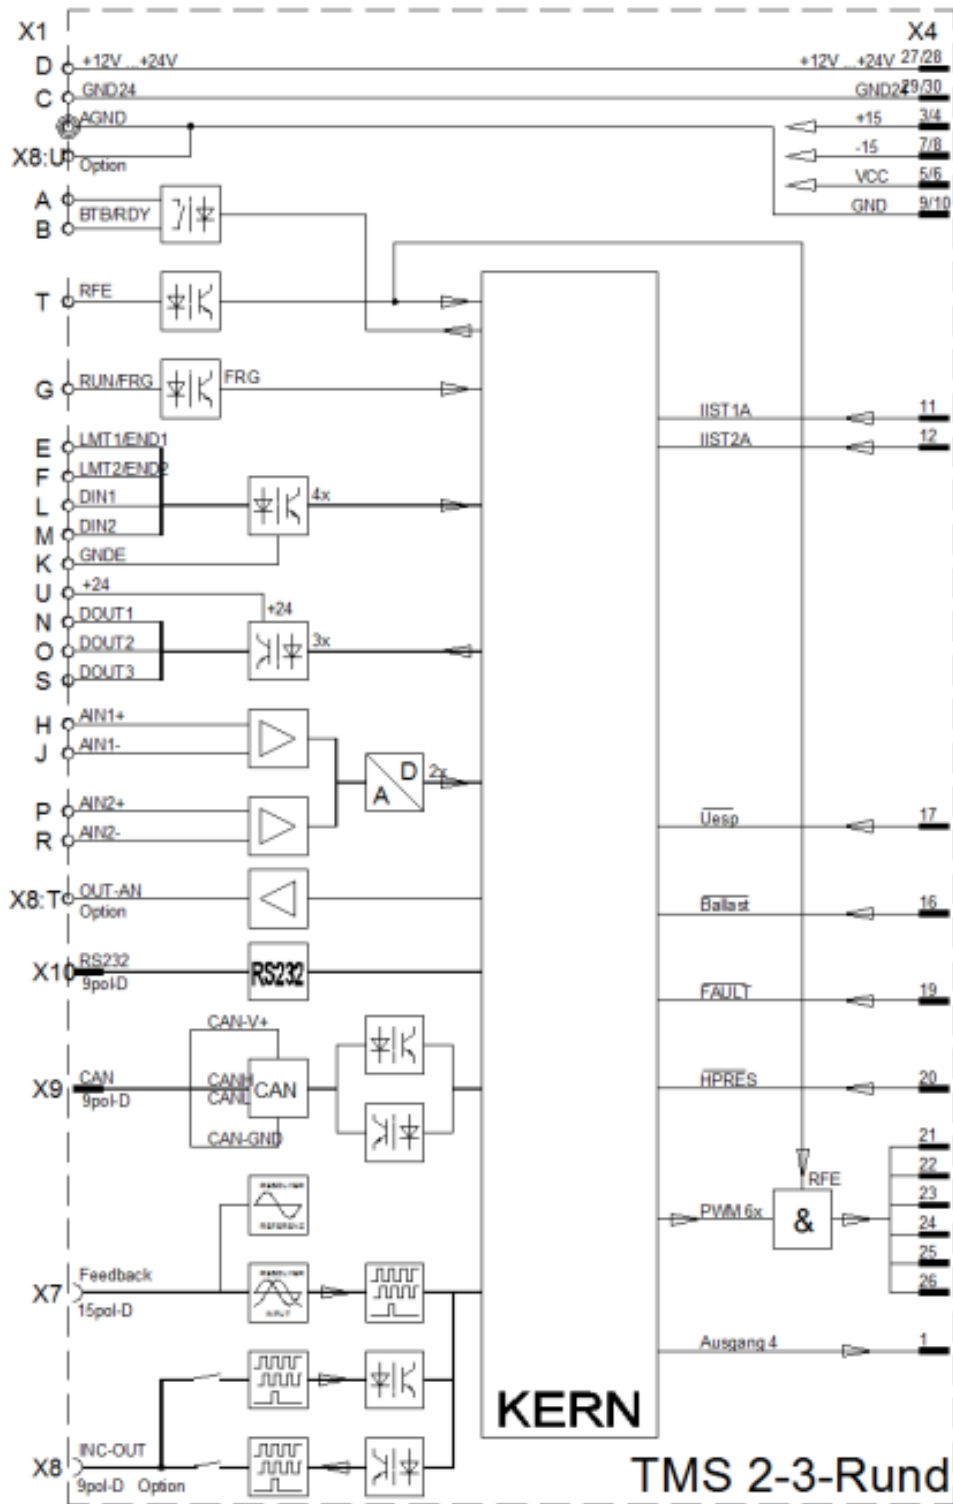 X1 X4
D +12V ...+24V +12V ...+24V 27/28
C GND24 GND24 29/30
AGND +15 3/4
X8:U Option -15 7/8
VCC 5/6
GND 9/10
A
BTB/RDY
B
T RFE
G RUN/FRG FRG
IIST1A 11
E LMT1/END1
IIST2A 12
F LMT2/END2
L DIN1 4x
M DIN2
K GNDE
U +24
+24
N DOUT1
O DOUT2 3x
S DOUT3
H AIN1+
J AIN1-
D 2x
A
P AIN2+
Uesp 17
R AIN2-
X8:T OUT-AN
Option
Ballast 16
X10 RS232 RS232
9pol-D
FAULT 19
CAN-V+
X9 CAN CANH CAN
9pol-D CANL
HPRES 20
CAN-GND
21
22
RFE
23
REFERENZ
PWM 6x & 24
25
X7 Feedback 26
15pol-D INPUT
Ausgang 4 1
KERN
X8 INC-OUT
9pol-D Option
TMS 2-3-Rund